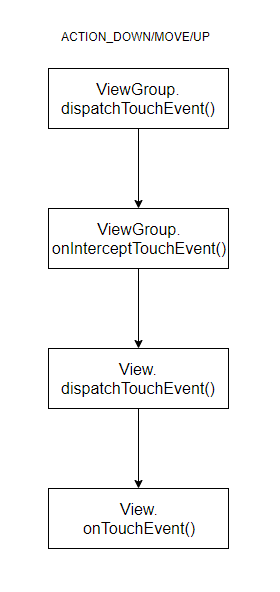 ACTION_DOWN/MOVE/UP
ViewGroup.
dispatchTouchEvent()
ViewGroup.
onInterceptTouchEvent()
View.
dispatchTouchEvent()
View.
onTouchEvent()